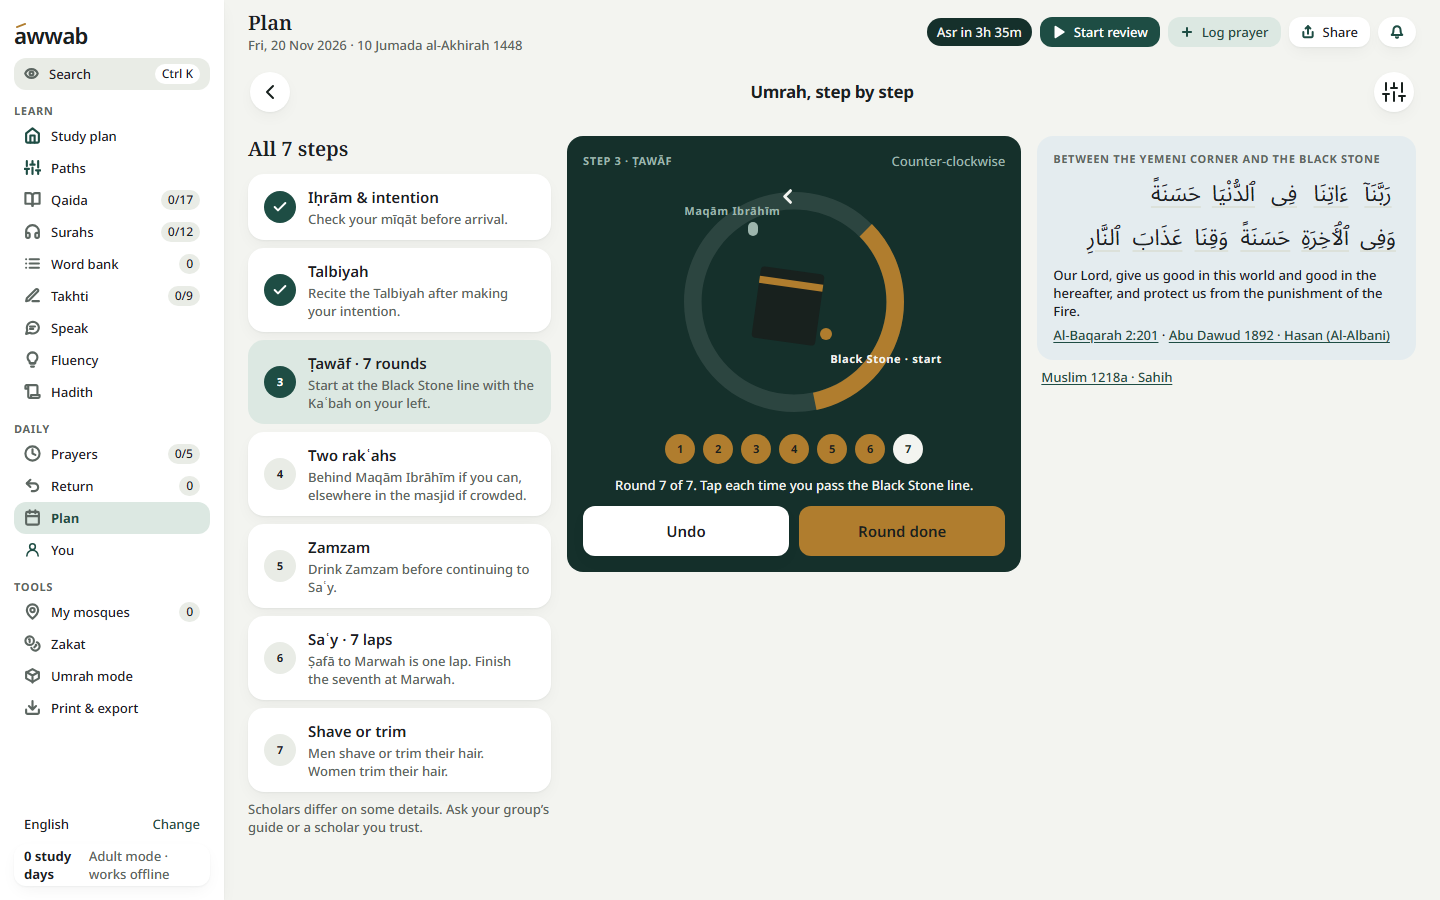 awwab
Search
Ctrl K
LEARN
Study plan
Paths
Qaida
0/17
Surahs
0/12
Word bank
0
Takhti
0/9
Speak
Fluency
Hadith
DAILY
Prayers
0/5
Return
0
Plan
You
TOOLS
My mosques
0
Zakat
Umrah mode
Print & export
English
Change
0 study
days
Adult mode ·
works offline
Plan
Fri, 20 Nov 2026 · 10 Jumada al-Akhirah 1448
Asr in 3h 35m
Start review
Log prayer
Share
Umrah, step by step
All 7 steps
Iḥrām & intention
Check your mīqāt before arrival.
Talbiyah
Recite the Talbiyah after making
your intention.
3
Ṭawāf · 7 rounds
Start at the Black Stone line with the
Kaʿbah on your left.
4
Two rakʿahs
Behind Maqām Ibrāhīm if you can,
elsewhere in the masjid if crowded.
5
Zamzam
Drink Zamzam before continuing to
Saʿy.
6
Saʿy · 7 laps
Ṣafā to Marwah is one lap. Finish
the seventh at Marwah.
7
Shave or trim
Men shave or trim their hair.
Women trim their hair.
Scholars differ on some details. Ask your group’s
guide or a scholar you trust.
STEP 3 · ṬAWĀF
Counter-clockwise
Maqām Ibrāhīm
Black Stone · start
1 2 3 4 5 6 7
Round 7 of 7. Tap each time you pass the Black Stone line.
Undo
Round done
BETWEEN THE YEMENI CORNER AND THE BLACK STONE
رَبَّنَآ ءَاتِنَا فِى ٱلدُّنْيَا حَسَنَةً
وَفِى ٱلْـَٔاخِرَةِ حَسَنَةً وَقِنَا عَذَابَ ٱلنَّارِ
Our Lord, give us good in this world and good in the
hereafter, and protect us from the punishment of the
Fire.
Al-Baqarah 2:201 · Abu Dawud 1892 · Hasan (Al-Albani)
Muslim 1218a · Sahih